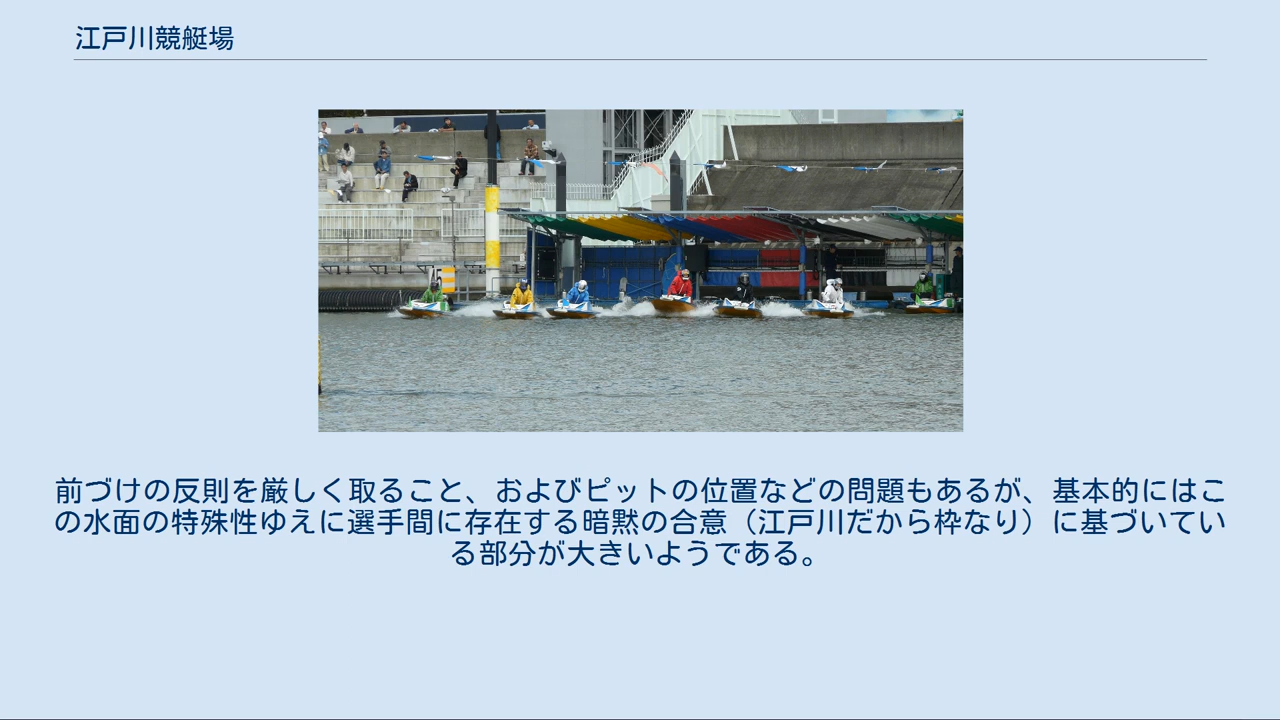 江戸川競艇場
前づけの反則を厳しく取ること、およびピットの位置などの問題もあるが、基本的にはこ
の水面の特殊性ゆえに選手間に存在する暗黙の合意（江戸川だから枠なり）に基づいてい
る部分が大きいようである。